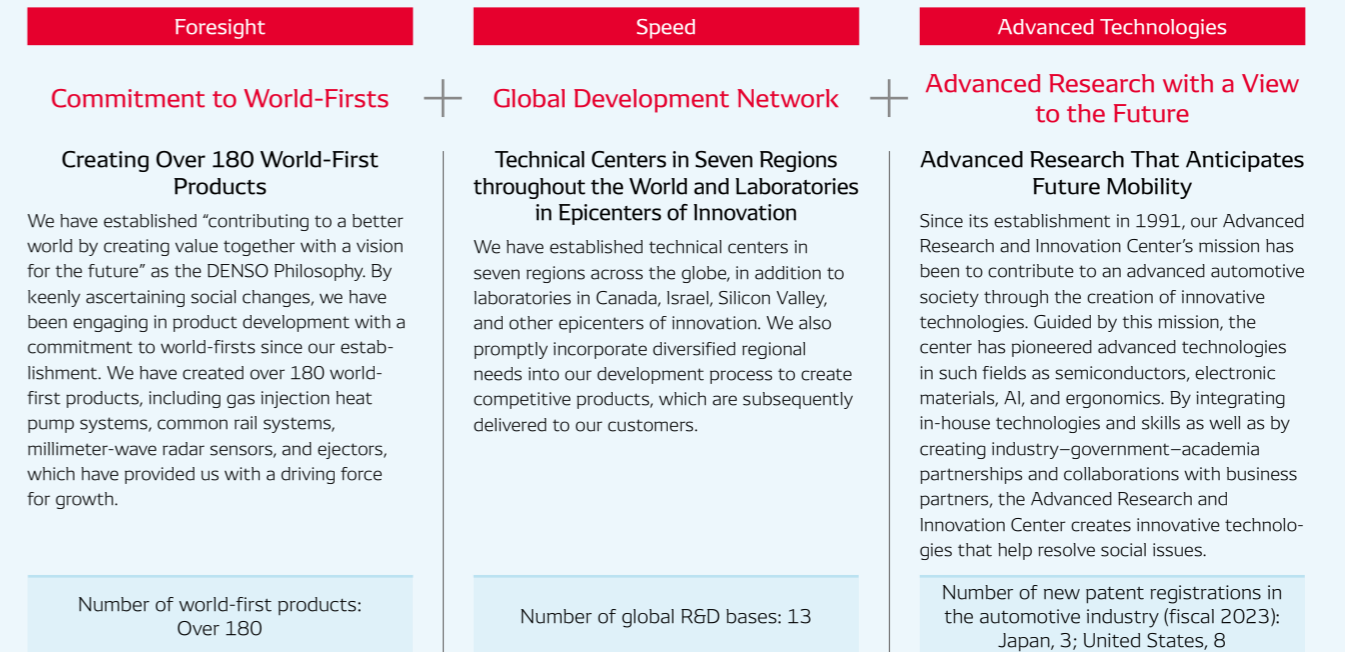 Foresight
Commitment to World-Firsts
Creating Over 180 World-First
Products
We have established “contributing to a better
world by creating value together with a vision
for the future” as the DENSO Philosophy. By
keenly ascertaining social changes, we have
been engaging in product development with a
commitment to world-firsts since our estab-
lishment. We have created over 180 world-
first products, including gas injection heat
pump systems, common rail systems,
millimeter-wave radar sensors, and ejectors,
which have provided us with a driving force
for growth.
Number of world-first products:
Over 180
+
Speed
Global Development Network
Technical Centers in Seven Regions
throughout the World and Laboratories
in Epicenters of Innovation
We have established technical centers in
seven regions across the globe, in addition to
laboratories in Canada, Israel, Silicon Valley,
and other epicenters of innovation. We also
promptly incorporate diversified regional
needs into our development process to create
competitive products, which are subsequently
delivered to our customers.
Number of global R&D bases: 13
+
Advanced Technologies
Advanced Research with a View
to the Future
Advanced Research That Anticipates
Future Mobility
Since its establishment in 1991, our Advanced
Research and Innovation Center’s mission has
been to contribute to an advanced automotive
society through the creation of innovative
technologies. Guided by this mission, the
center has pioneered advanced technologies
in such fields as semiconductors, electronic
materials, AI, and ergonomics. By integrating
in-house technologies and skills as well as by
creating industry–government–academia
partnerships and collaborations with business
partners, the Advanced Research and
Innovation Center creates innovative technolo-
gies that help resolve social issues.
Number of new patent registrations in
the automotive industry (fiscal 2023):
Japan, 3; United States, 8